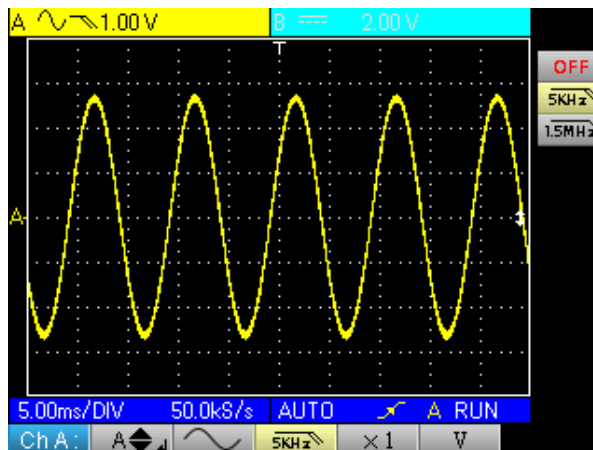 A 1.00 V B 2.00 V
T
OFF
5KHz
1.5MHz
A
5.00ms/DIV 50.0kS/s AUTO A RUN
Ch A: A 5KHz ×1 V